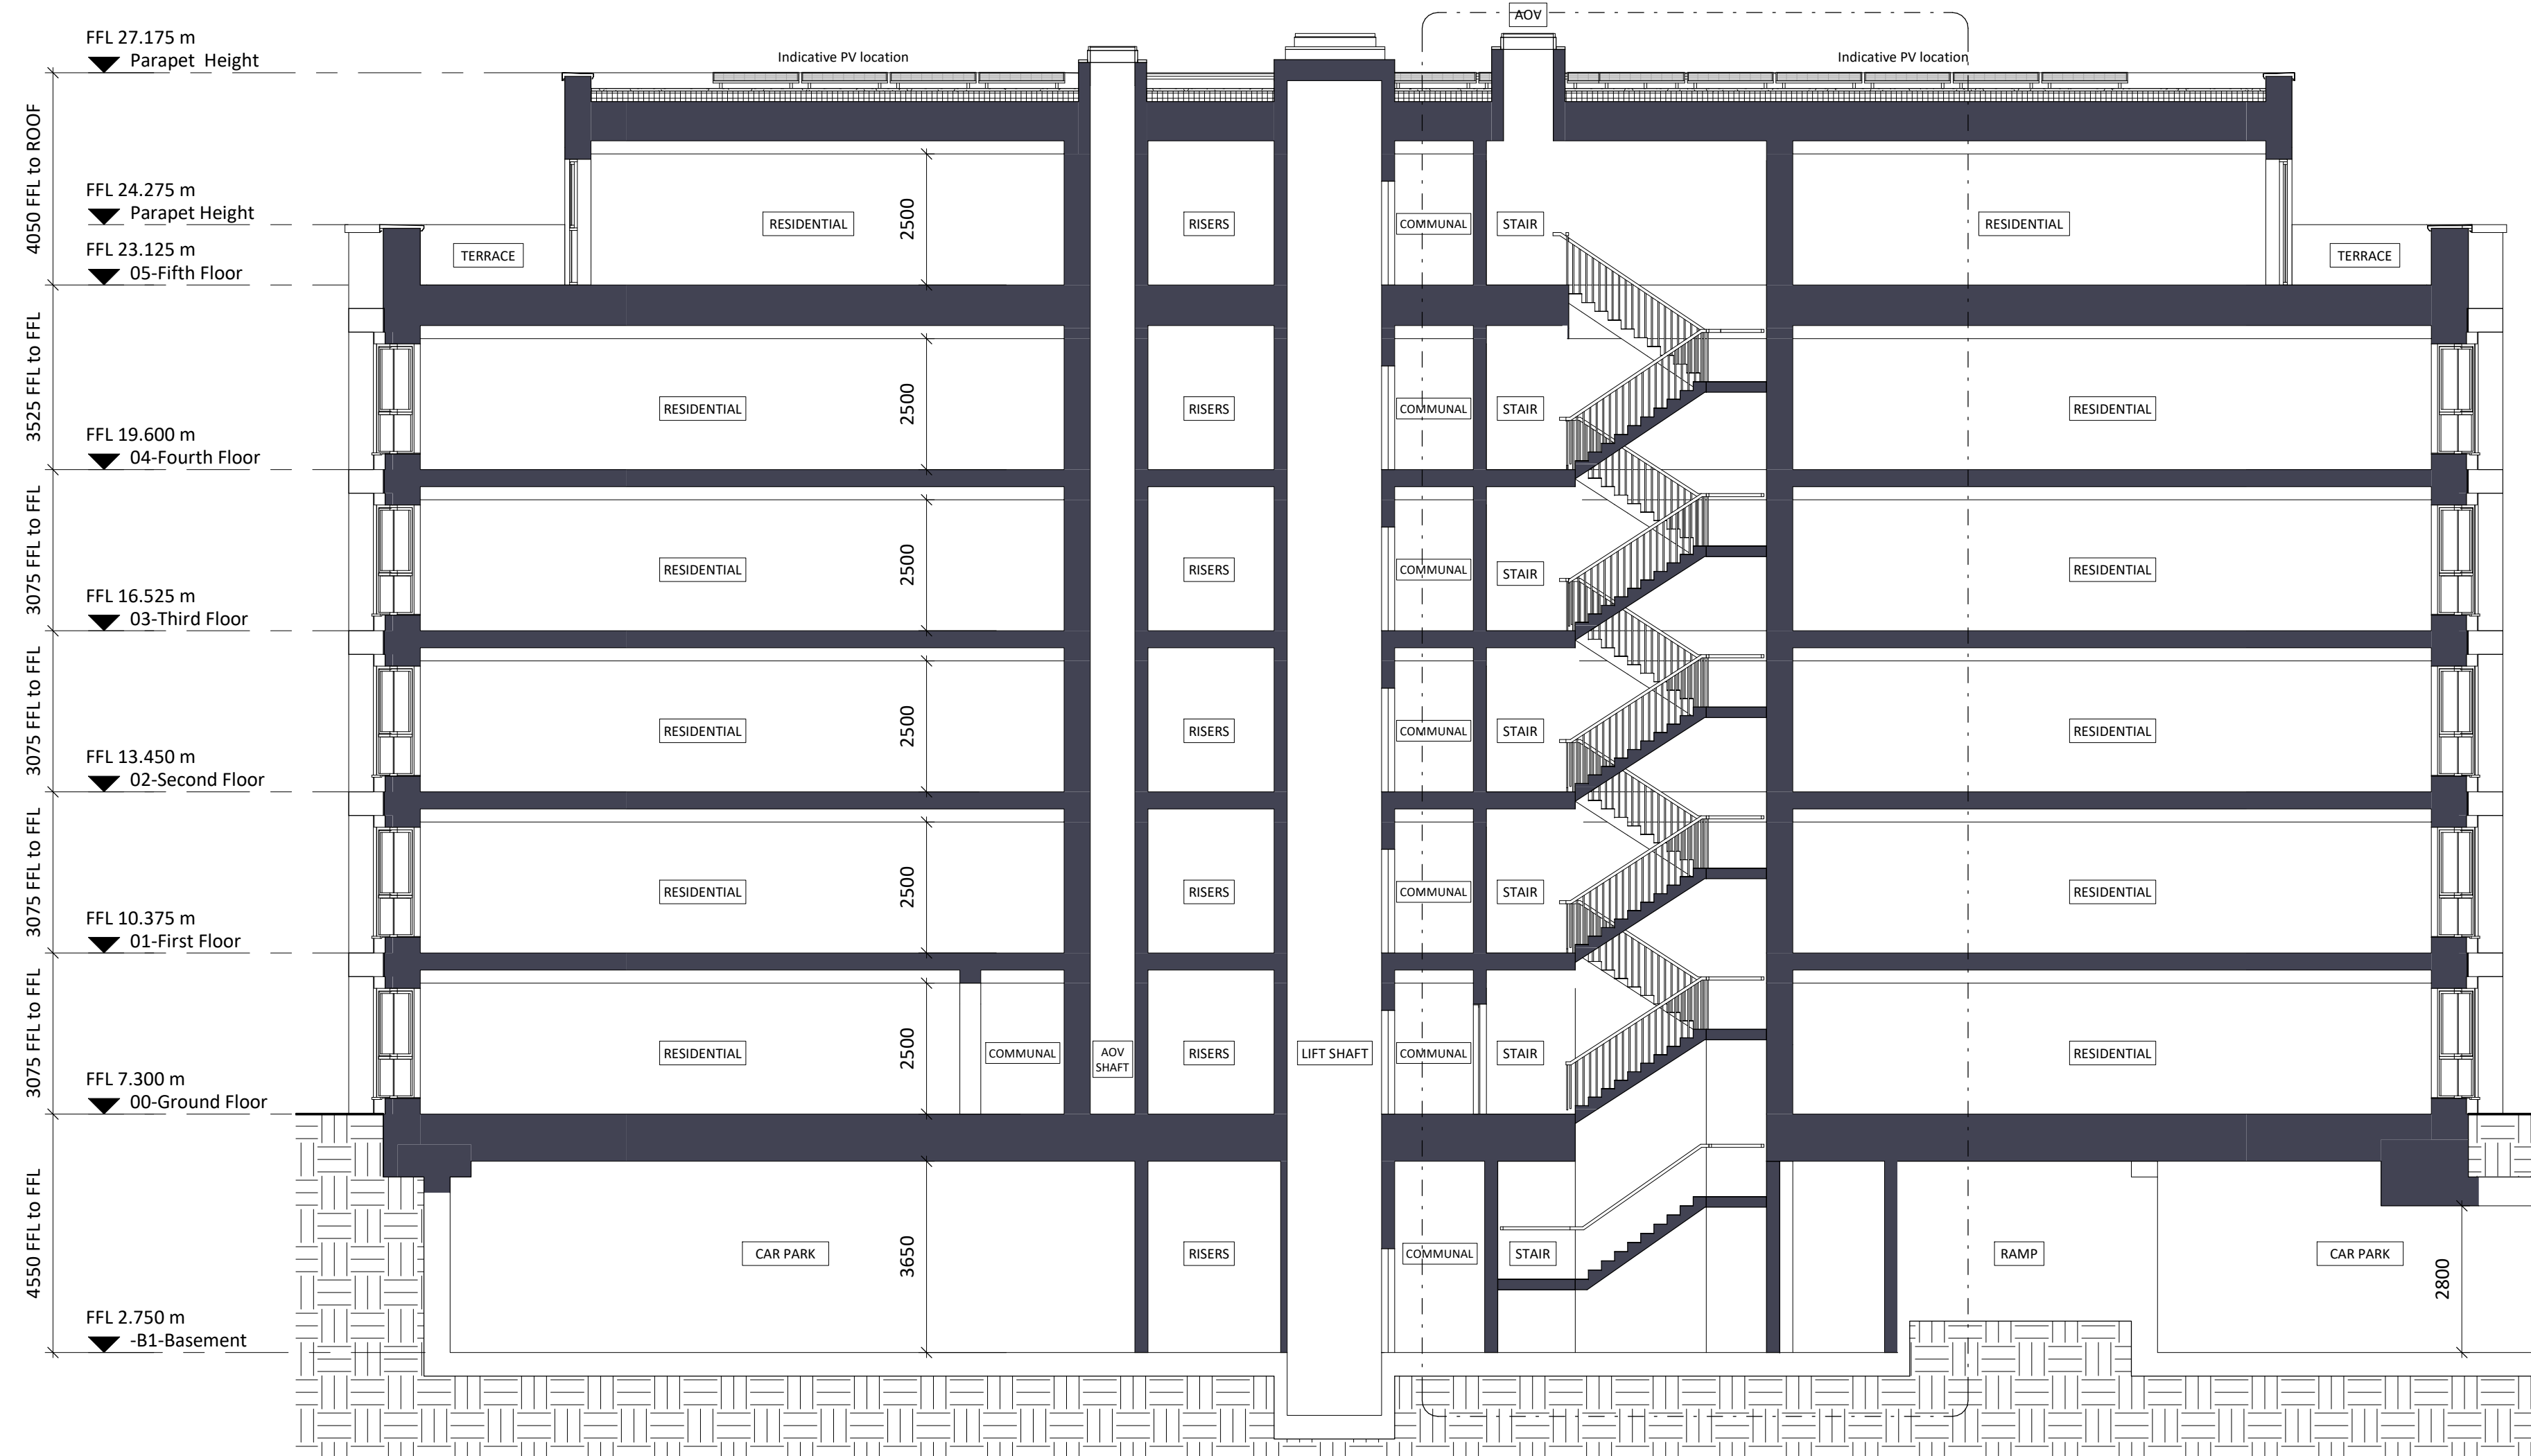 AOV
FFL 27.175 m
Parapet Height
Indicative PV location
Indicative PV location
4050 FFL to ROOF
FFL 24.275 m
Parapet Height
RESIDENTIAL
2500
RISERS
COMMUNAL
STAIR
RESIDENTIAL
FFL 23.125 m
05-Fifth Floor
TERRACE
TERRACE
3525 FFL to FFL
RESIDENTIAL
2500
RISERS
COMMUNAL
STAIR
RESIDENTIAL
FFL 19.600 m
04-Fourth Floor
3075 FFL to FFL
RESIDENTIAL
2500
RISERS
COMMUNAL
STAIR
RESIDENTIAL
FFL 16.525 m
03-Third Floor
3075 FFL to FFL
RESIDENTIAL
2500
RISERS
COMMUNAL
STAIR
RESIDENTIAL
FFL 13.450 m
02-Second Floor
3075 FFL to FFL
RESIDENTIAL
2500
RISERS
COMMUNAL
STAIR
RESIDENTIAL
FFL 10.375 m
01-First Floor
3075 FFL to FFL
RESIDENTIAL
2500
COMMUNAL
AOV
SHAFT
RISERS
LIFT SHAFT
COMMUNAL
STAIR
RESIDENTIAL
FFL 7.300 m
00-Ground Floor
4550 FFL to FFL
CAR PARK
3650
RISERS
COMMUNAL
STAIR
RAMP
CAR PARK
2800
FFL 2.750 m
-B1-Basement